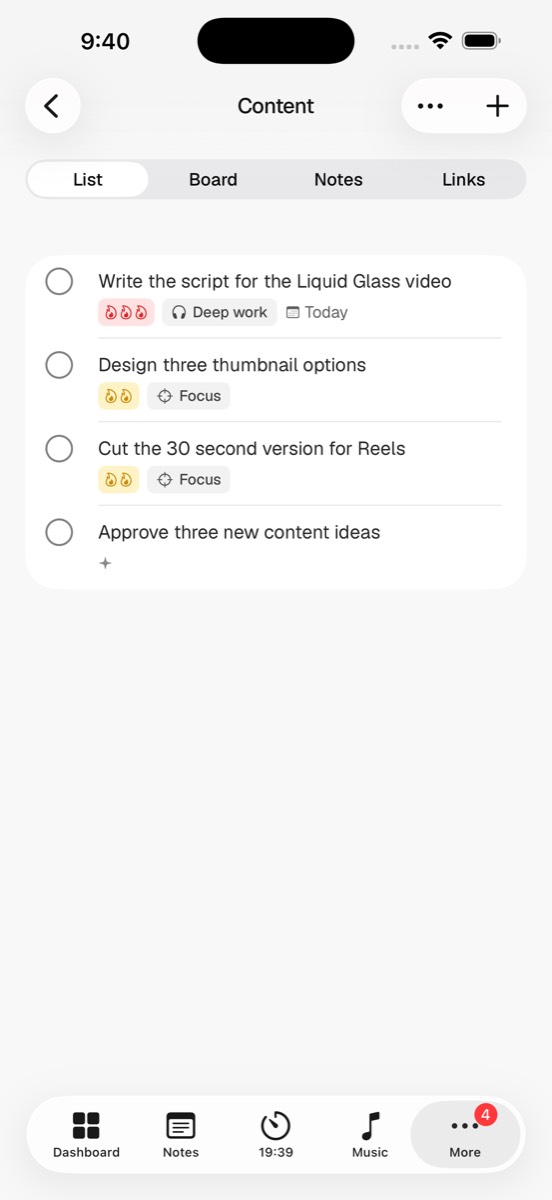 9:40
Content
List Board Notes Links
Write the script for the Liquid Glass video
Deep work Today
Design three thumbnail options
Focus
Cut the 30 second version for Reels
Focus
Approve three new content ideas
4
Dashboard Notes 19:39 Music More